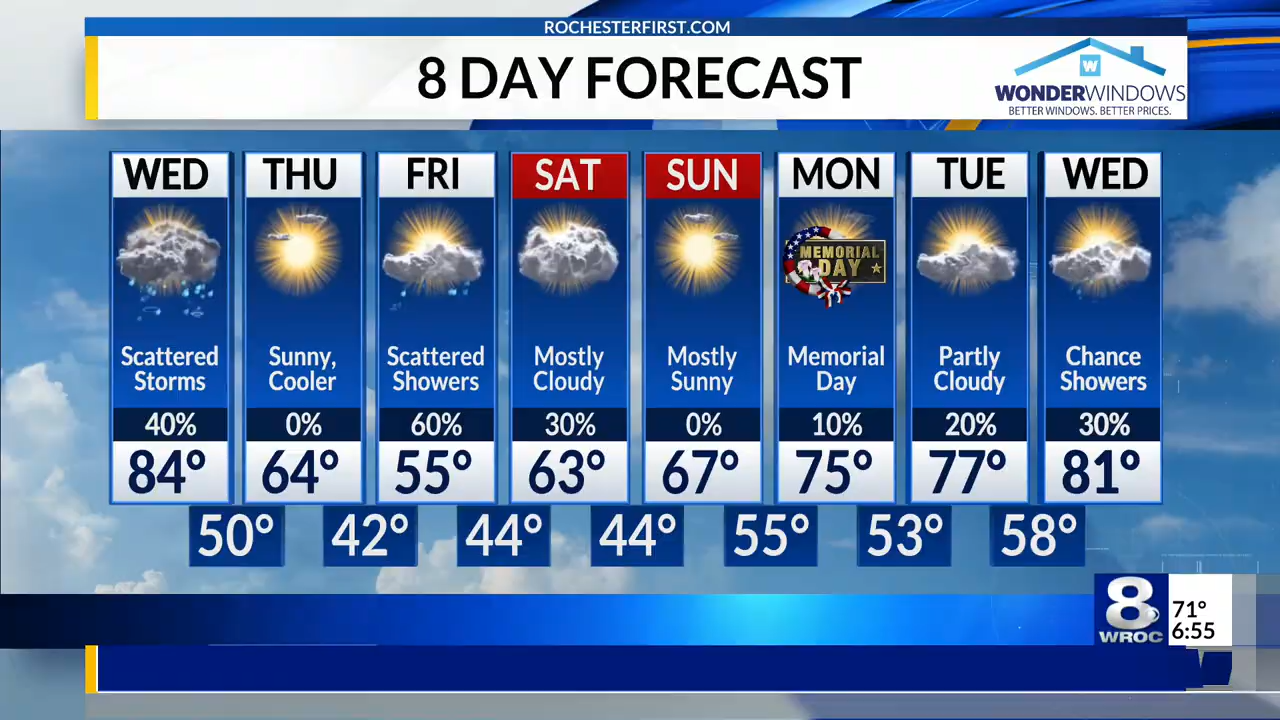 ROCHESTERFIRST.COM
8 DAY FORECAST
W
WONDERWINDOWS
BETTER WINDOWS. BETTER PRICES.
WED THU FRI SAT SUN MON TUE WED
MEMORIAL
DAY
Scattered Sunny, Scattered Mostly Mostly Memorial Partly Chance
Storms Cooler Showers Cloudy Sunny Day Cloudy Showers
40% 0% 60% 30% 0% 10% 20% 30%
84° 64° 55° 63° 67° 75° 77° 81°
50° 42° 44° 44° 55° 53° 58°
8
WROC
71°
6:55